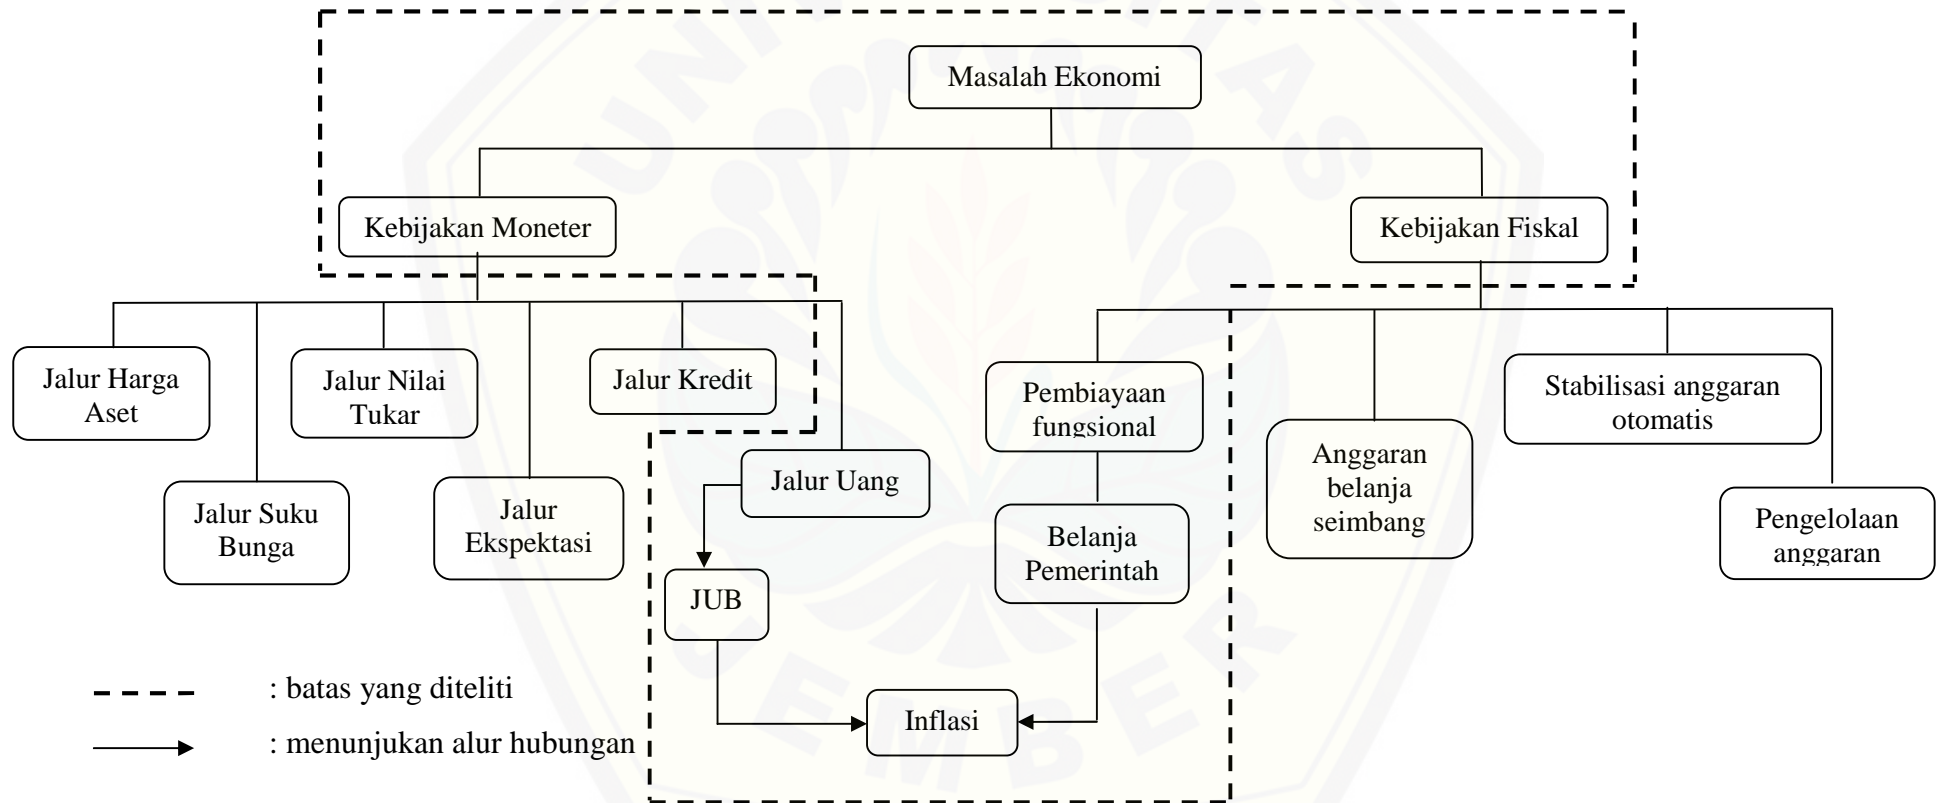 UNIVERSITAS
Masalah Ekonomi
Kebijakan Moneter
Kebijakan Fiskal
Jalur Harga
Aset
Jalur Nilai
Tukar
Jalur Kredit
Pembiayaan
fungsional
Stabilisasi anggaran
otomatis
Anggaran
belanja
seimbang
Jalur Uang
Jalur Suku
Bunga
Jalur
Ekspektasi
Belanja
Pemerintah
Pengelolaan
anggaran
JUB
Inflasi
: batas yang diteliti
: menunjukan alur hubungan
JEMBER